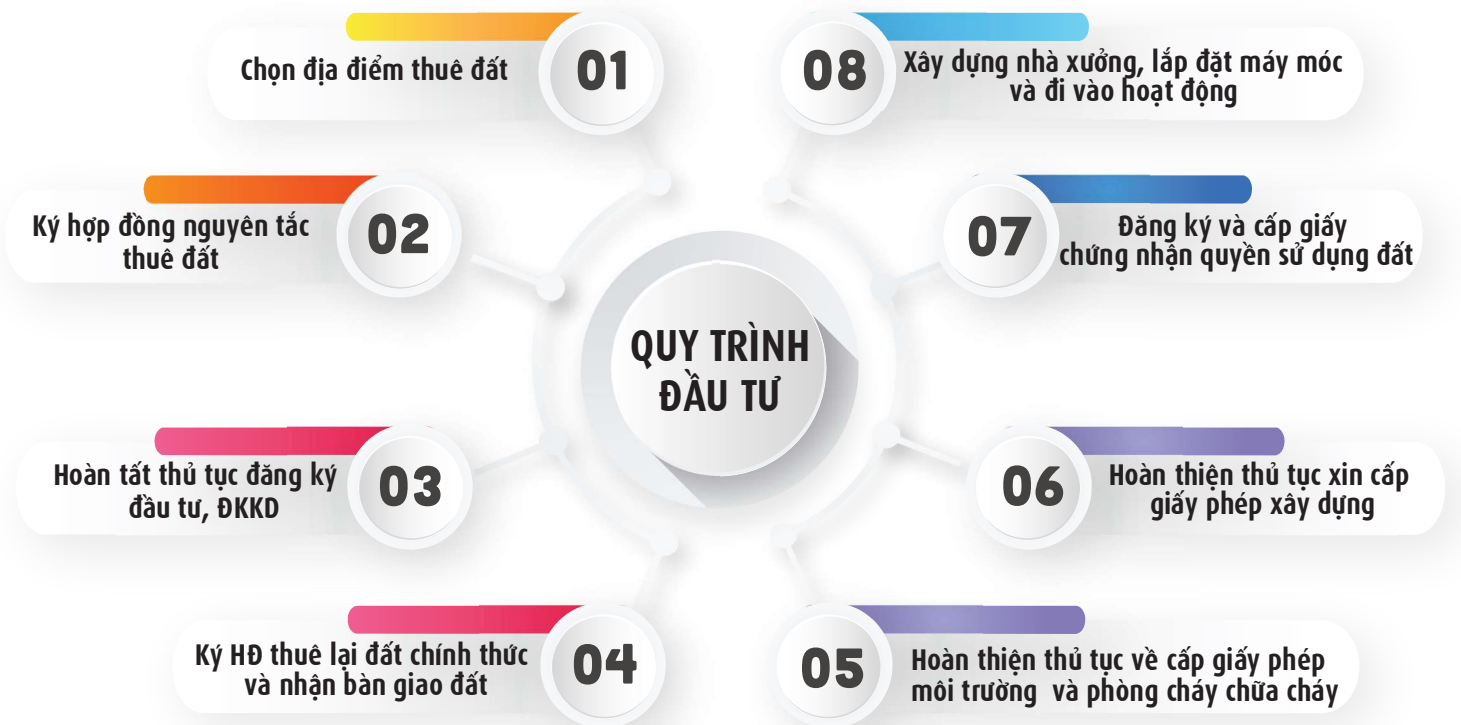 QUY TRÌNH
ĐẦU TƯ
01
Chọn địa điểm thuê đất
02
Ký hợp đồng nguyên tắc
thuê đất
03
Hoàn tất thủ tục đăng ký
đầu tư, ĐKKD
04
Ký HĐ thuê lại đất chính thức
và nhận bàn giao đất
05
Hoàn thiện thủ tục về cấp giấy phép
môi trường và phòng cháy chữa cháy
06
Hoàn thiện thủ tục xin cấp
giấy phép xây dựng
07
Đăng ký và cấp giấy
chứng nhận quyền sử dụng đất
08
Xây dựng nhà xưởng, lắp đặt máy móc
và đi vào hoạt động